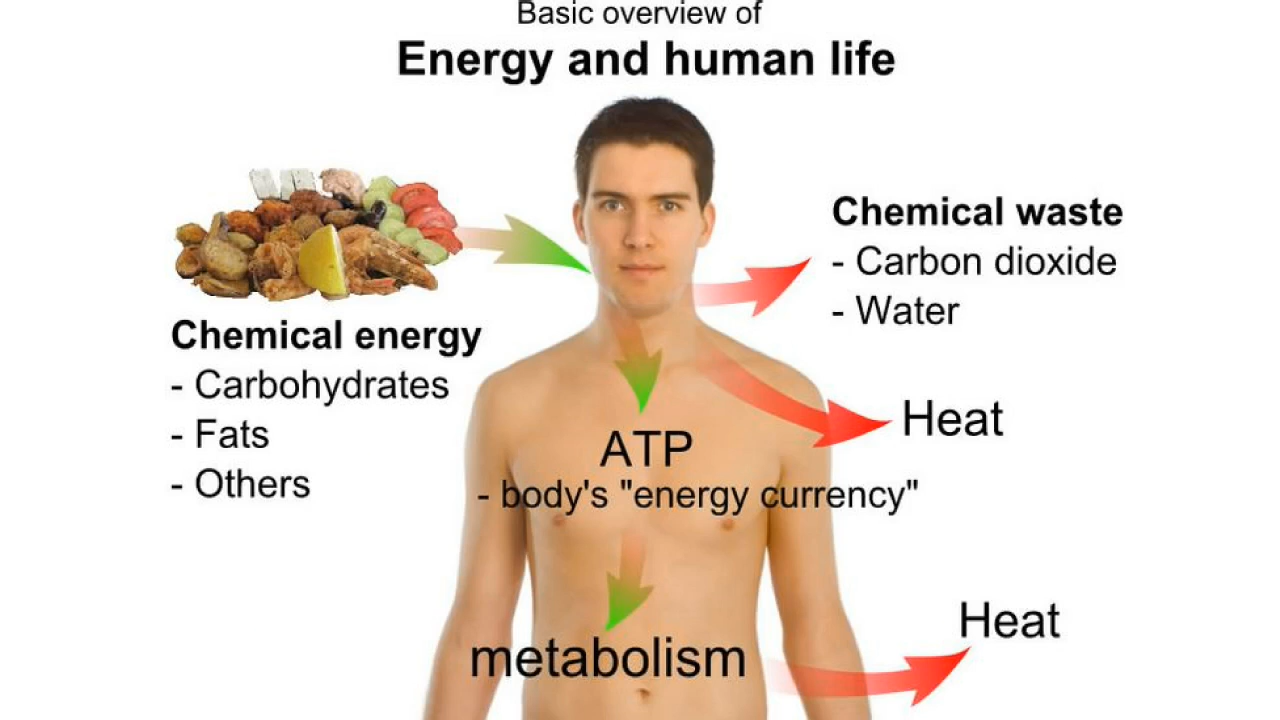 Basic overview of
Energy and human life
Chemical energy
- Carbohydrates
- Fats
- Others
Chemical waste
- Carbon dioxide
- Water
Heat
ATP
- body's "energy currency"
metabolism
Heat